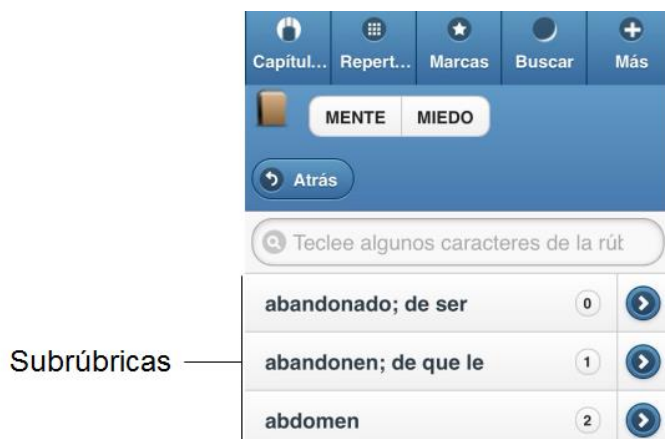 Capítul... Repert... Marcas Buscar Más
MENTE MIEDO
Atrás
Teclee algunos caracteres de la rúb
abandonado; de ser 0
Subrúbricas abandonen; de que le 1
abdomen 2